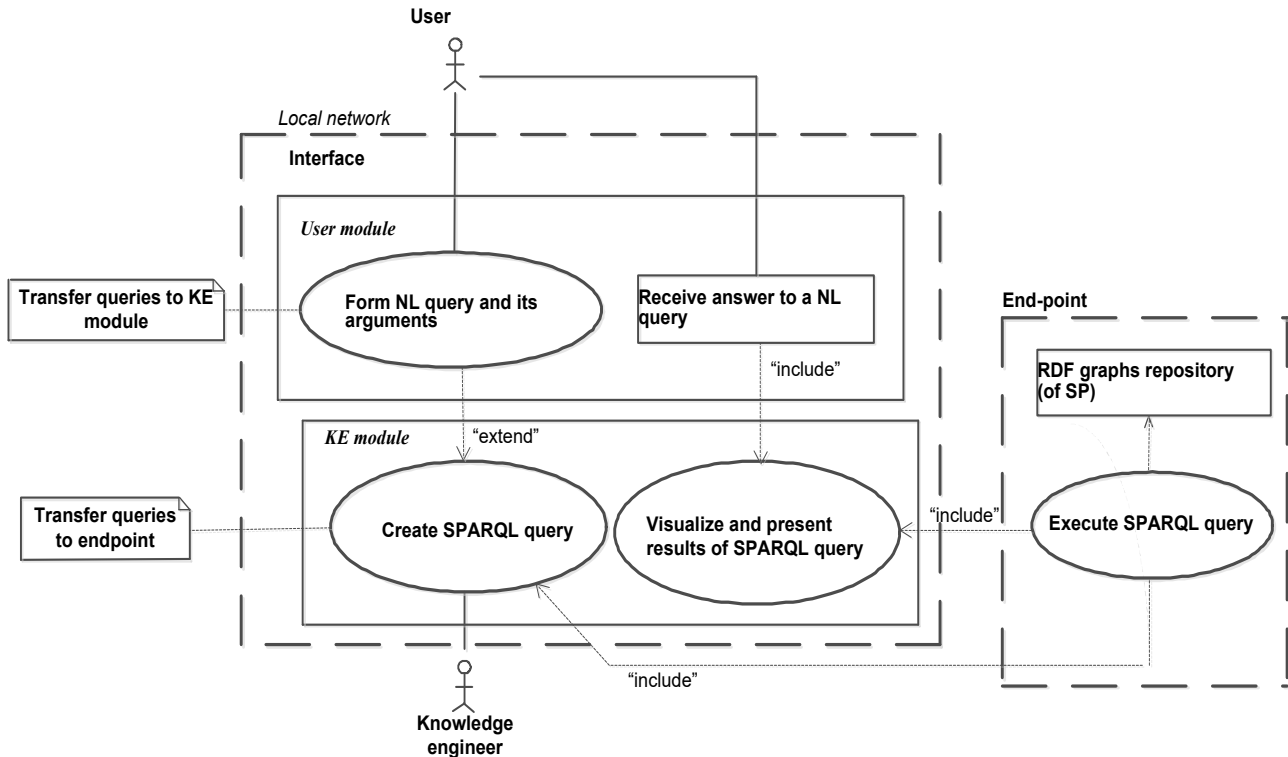 User
Local network
Interface
User module
Transfer queries to KE
module
Form NL query and its
arguments
Receive answer to a NL
query
End-point
RDF graphs repository
(of SP)
“include”
“extend”
KE module
Transfer queries
to endpoint
Create SPARQL query
Visualize and present
results of SPARQL query
“include”
Execute SPARQL query
“include”
Knowledge
engineer